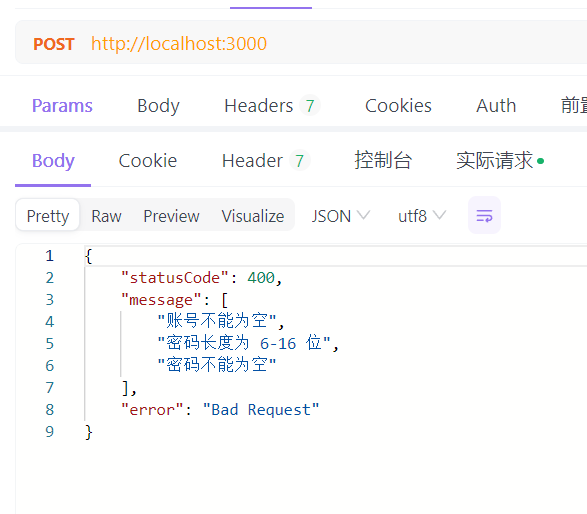 POST http://localhost:3000
Params Body Headers 7 Cookies Auth
Body Cookie Header 7 控制台 实际请求
Pretty Raw Preview Visualize JSON utf8
1 {
2 "statusCode": 400,
3 "message": [
4 "账号不能为空",
5 "密码长度为 6-16 位",
6 "密码不能为空"
7 ],
8 "error": "Bad Request"
9 }